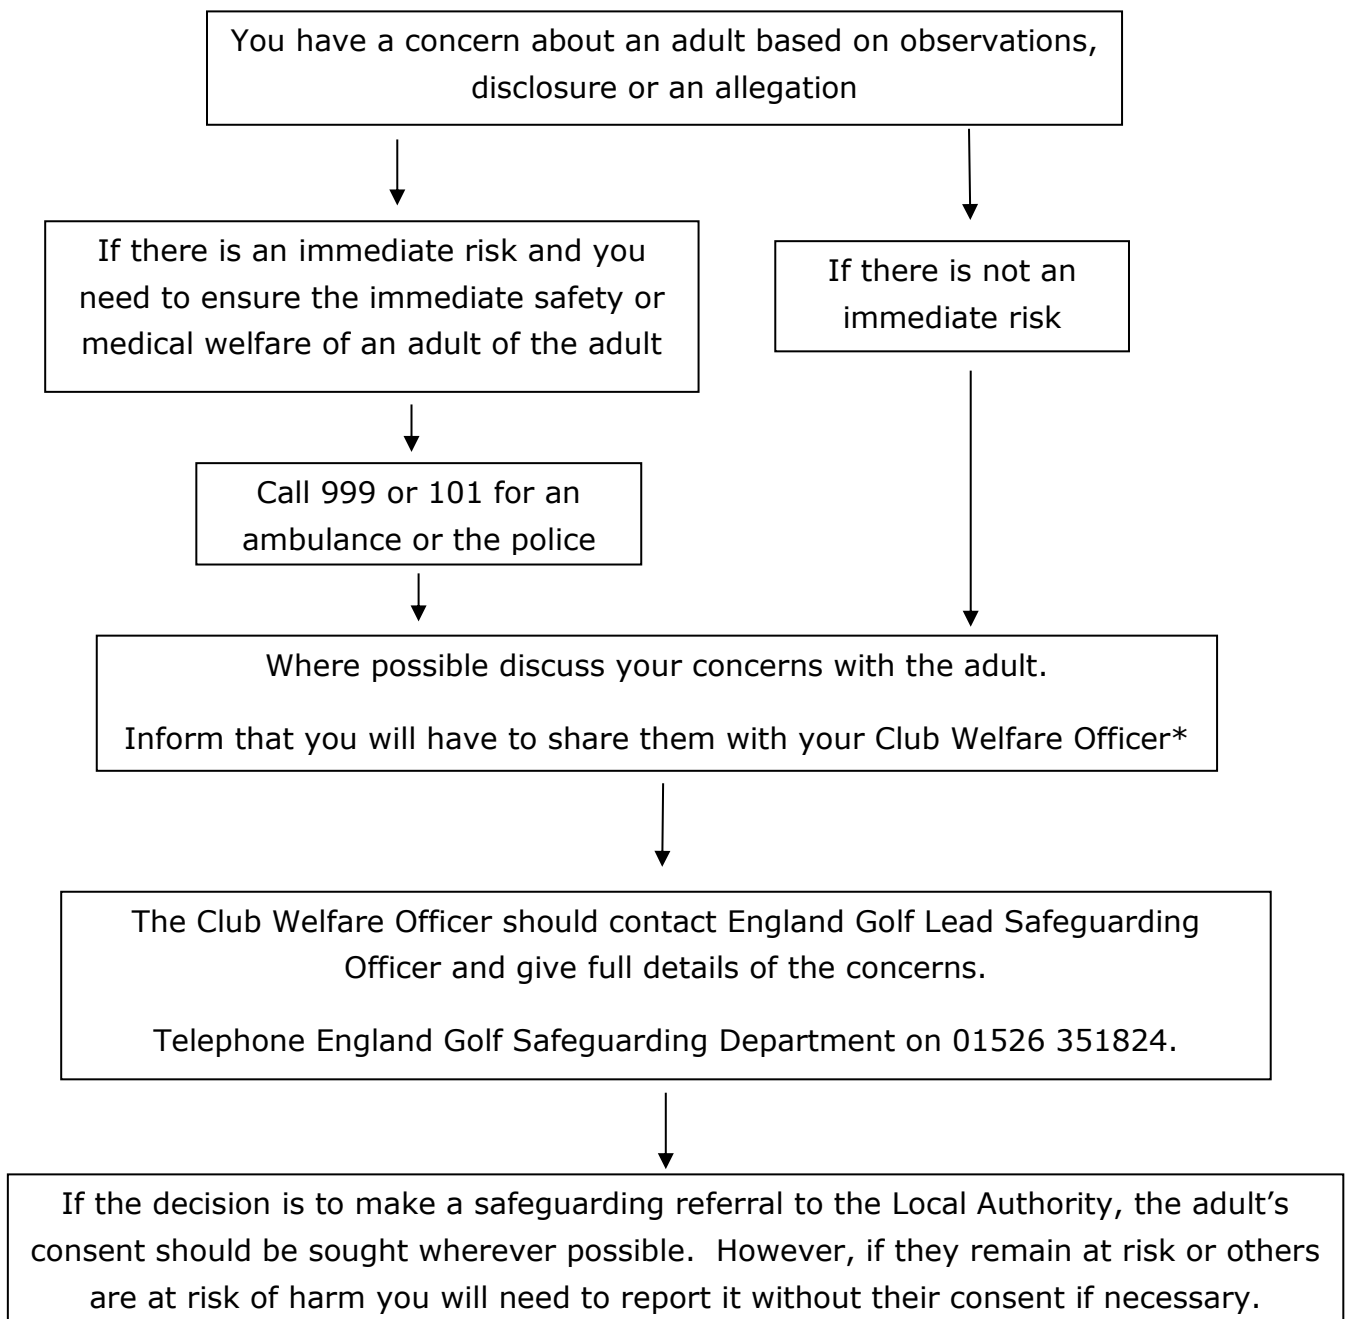 You have a concern about an adult based on observations,
disclosure or an allegation
If there is an immediate risk and you
need to ensure the immediate safety or
medical welfare of an adult of the adult
If there is not an
immediate risk
Call 999 or 101 for an
ambulance or the police
Where possible discuss your concerns with the adult.
Inform that you will have to share them with your Club Welfare Officer*
The Club Welfare Officer should contact England Golf Lead Safeguarding
Officer and give full details of the concerns.
Telephone England Golf Safeguarding Department on 01526 351824.
If the decision is to make a safeguarding referral to the Local Authority, the adult’s
consent should be sought wherever possible.  However, if they remain at risk or others
are at risk of harm you will need to report it without their consent if necessary.